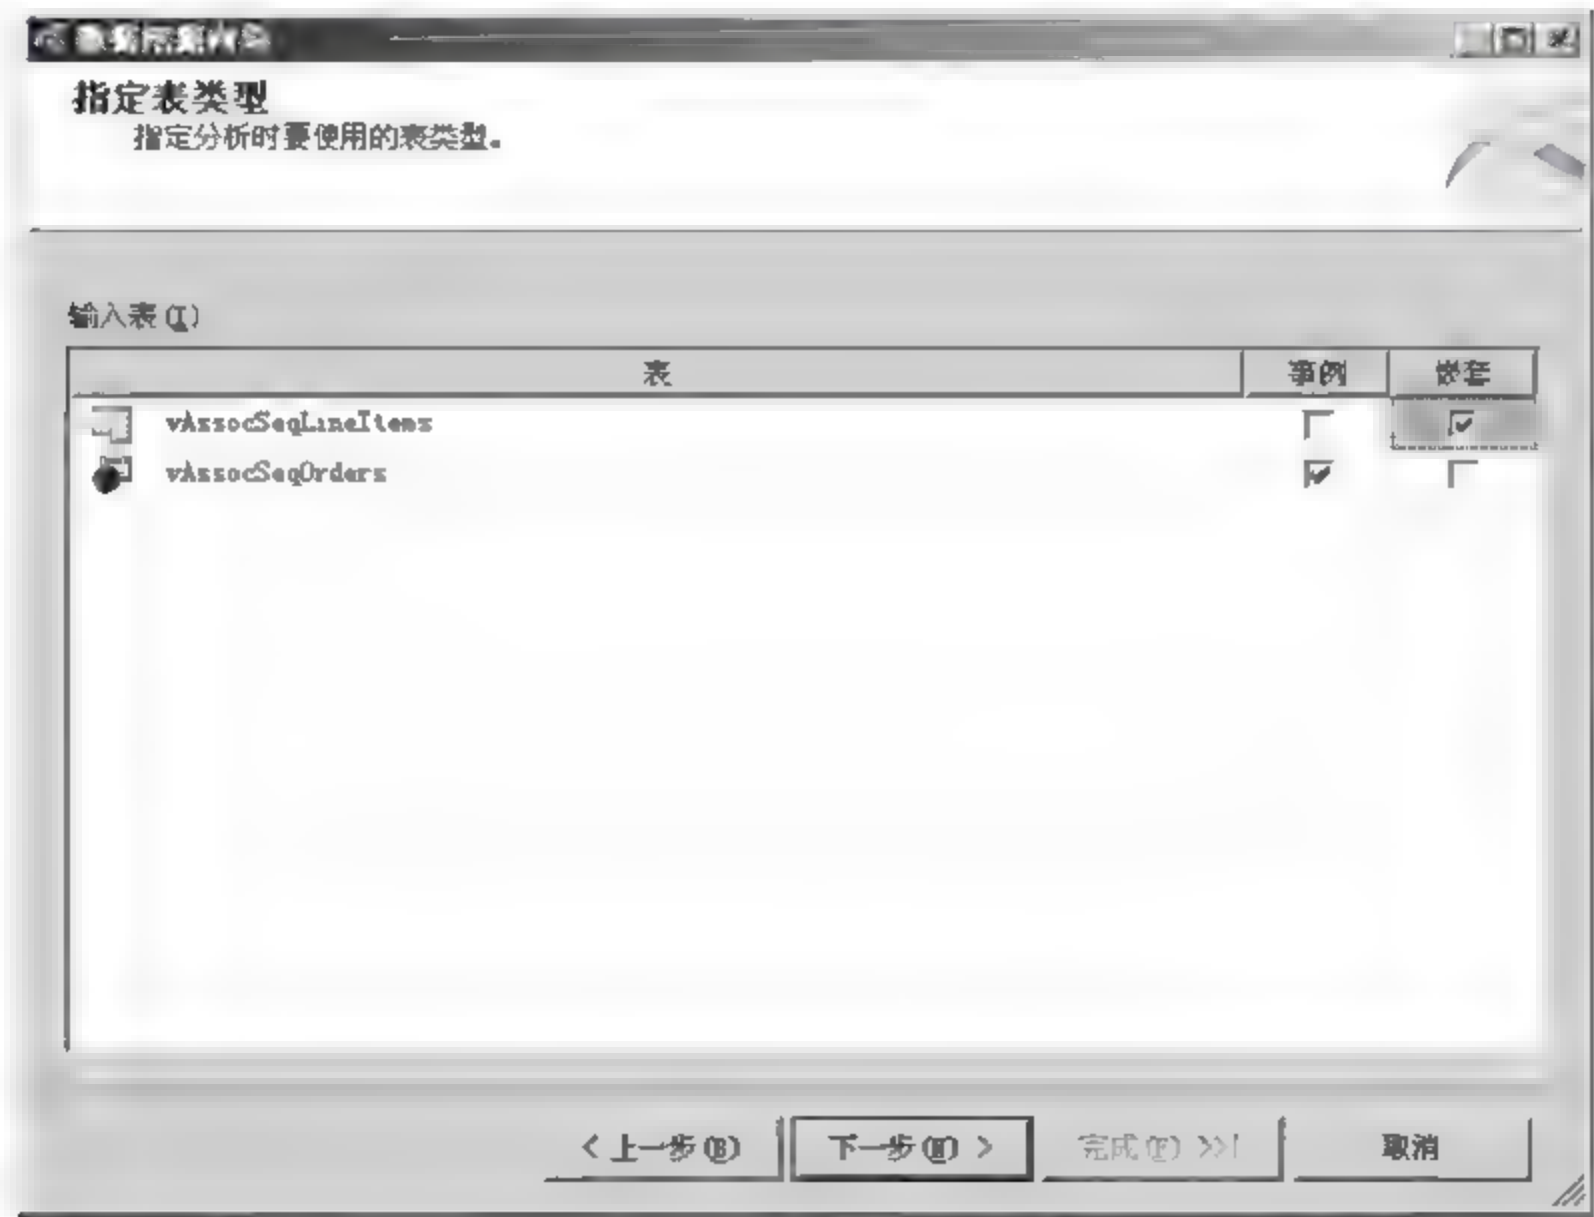 指定表类型
指定分析时要使用的表类型。
输入表(I)
表 事例 嵌套
vAssocSeqLineItems
vAssocSeqOrders
< 上一步(B) 下一步(N) > 完成(F) >>| 取消